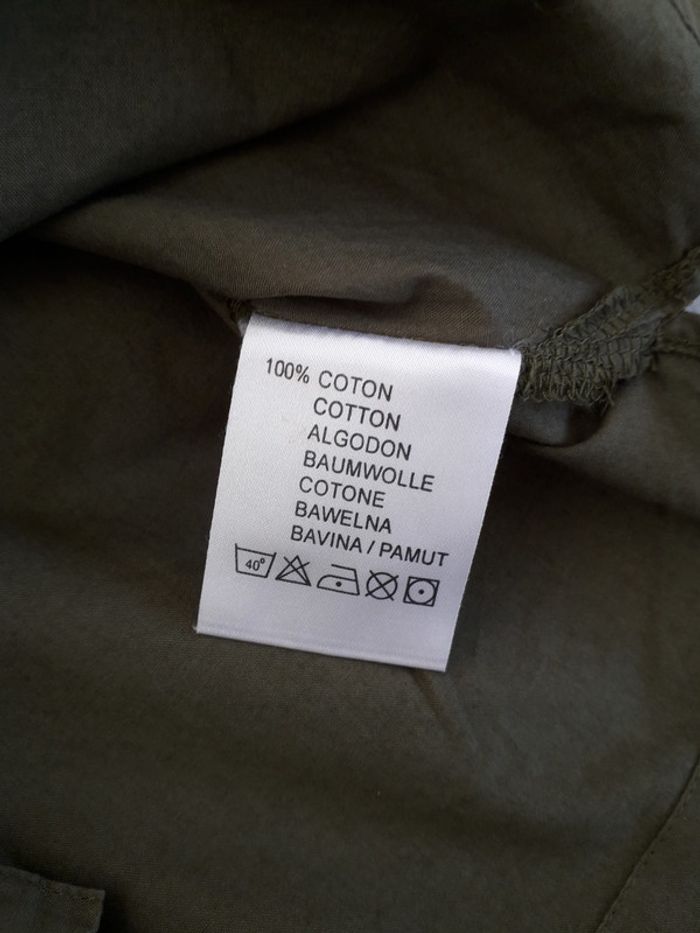 100% COTON
COTTON
ALGODON
BAUMWOLLE
COTONE
BAWELNA
BAVINA / PAMUT
40°